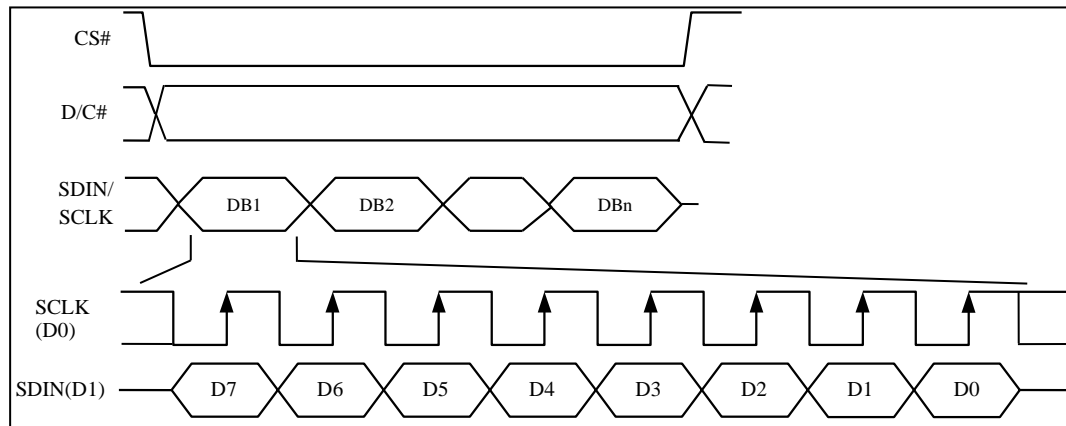 CS#
D/C#
SDIN/
SCLK
DB1 DB2 DBn
SCLK
(D0)
SDIN(D1) D7 D6 D5 D4 D3 D2 D1 D0